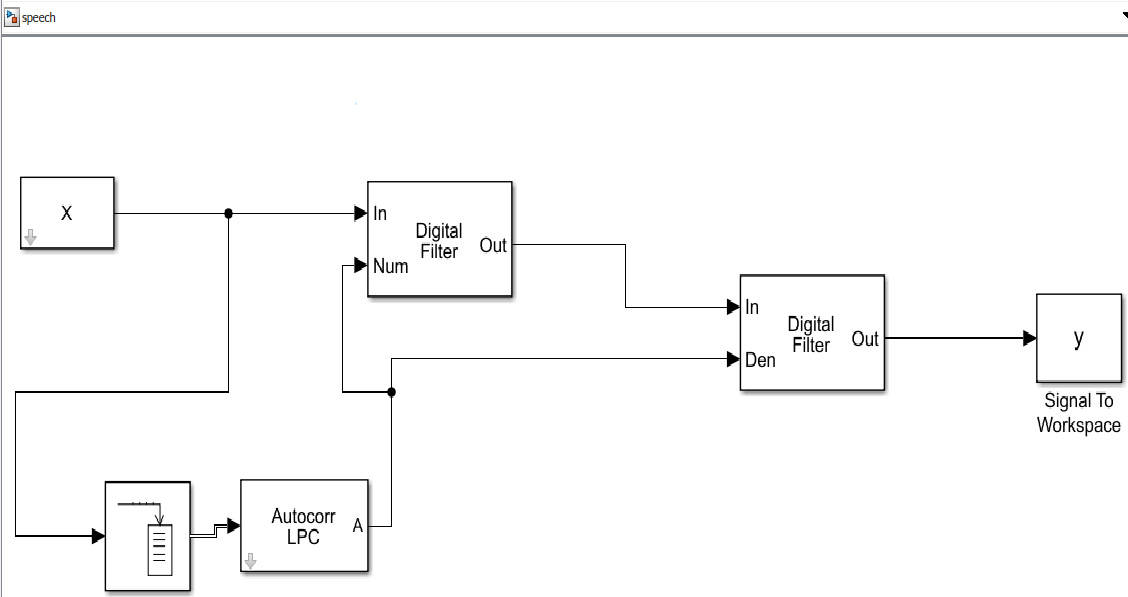 speech
X
In
Num
Digital
Filter
Out
In
Den
Digital
Filter
Out
y
Signal To
Workspace
Autocorr
LPC
A